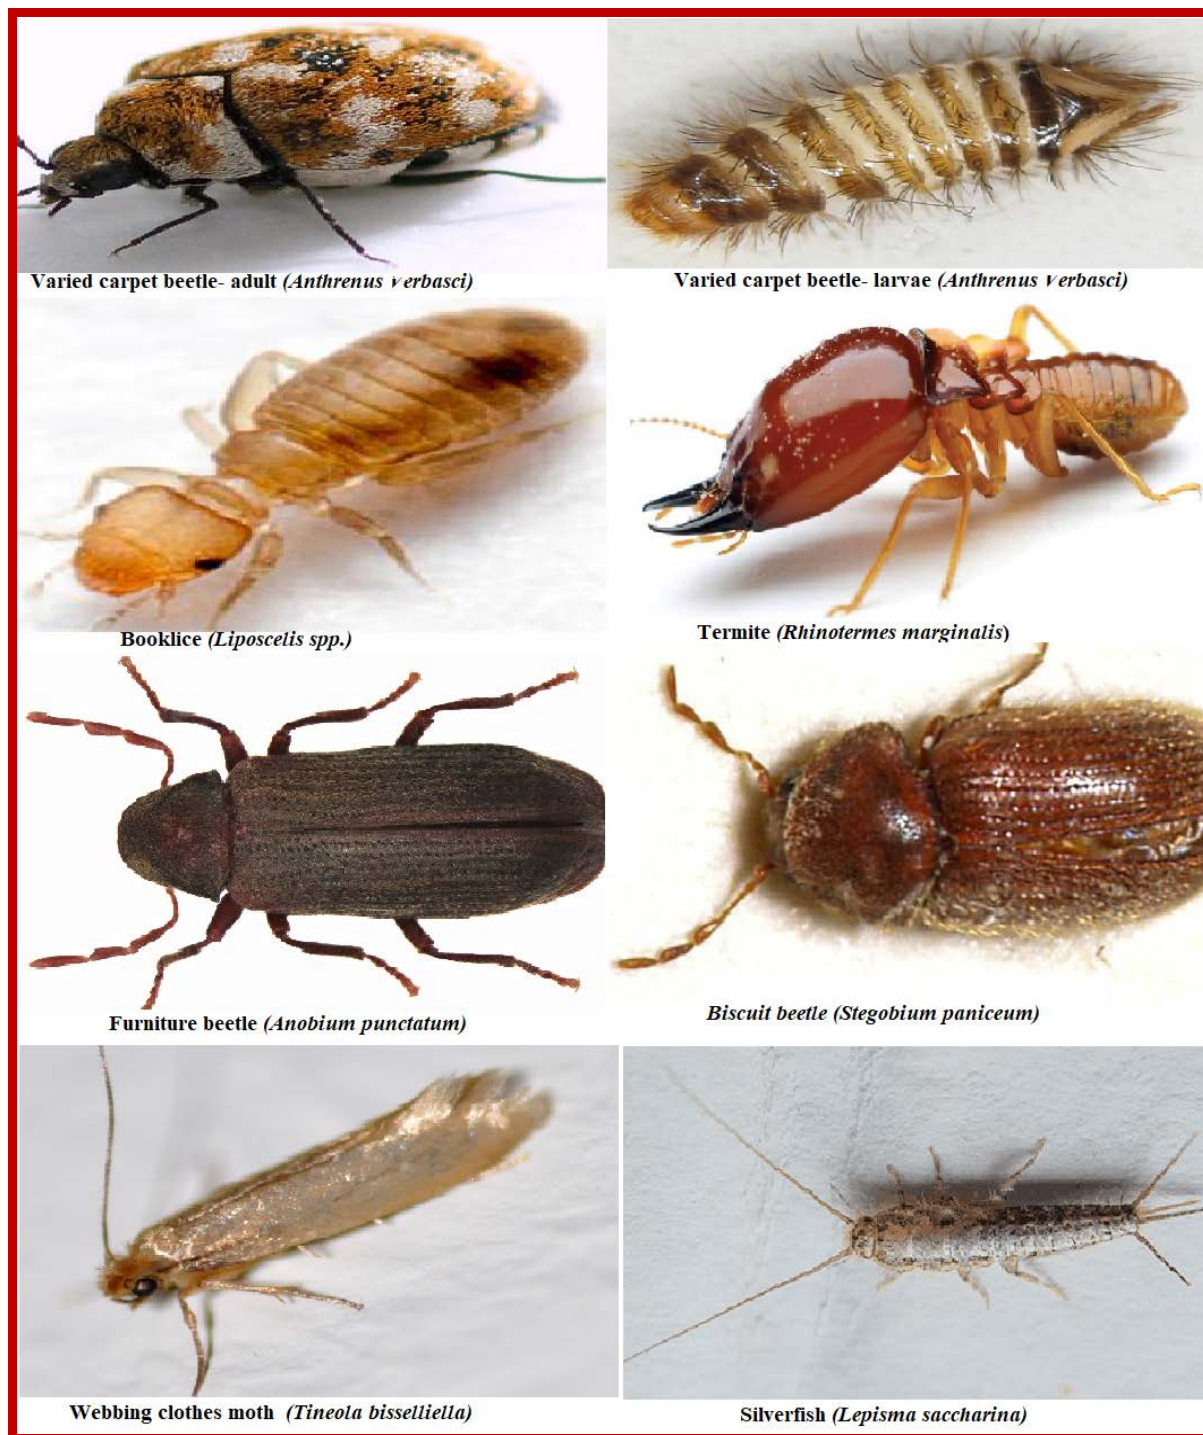 Varied carpet beetle- adult (Anthrenus verbasci)
Varied carpet beetle- larvae (Anthrenus Verbasci)
Booklice (Liposcelis spp.)
Termite (Rhinotermes marginalis)
Furniture beetle (Anobium punctatum)
Biscuit beetle (Stegobium paniceum)
Webbing clothes moth (Tineola bisselliella)
Silverfish (Lepisma saccharina)